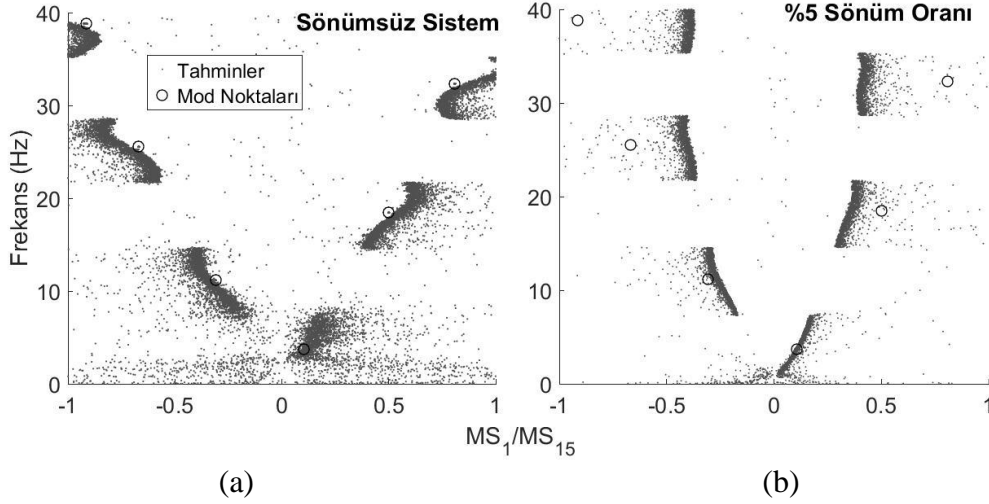 Sönümsüz Sistem
%5 Sönüm Oranı
Tahminler
Mod Noktaları
Frekans (Hz)
40
30
20
10
0
-1
-0.5
0
0.5
1
40
30
20
10
0
-1
-0.5
0
0.5
1
MS1/MS15
(a)
(b)